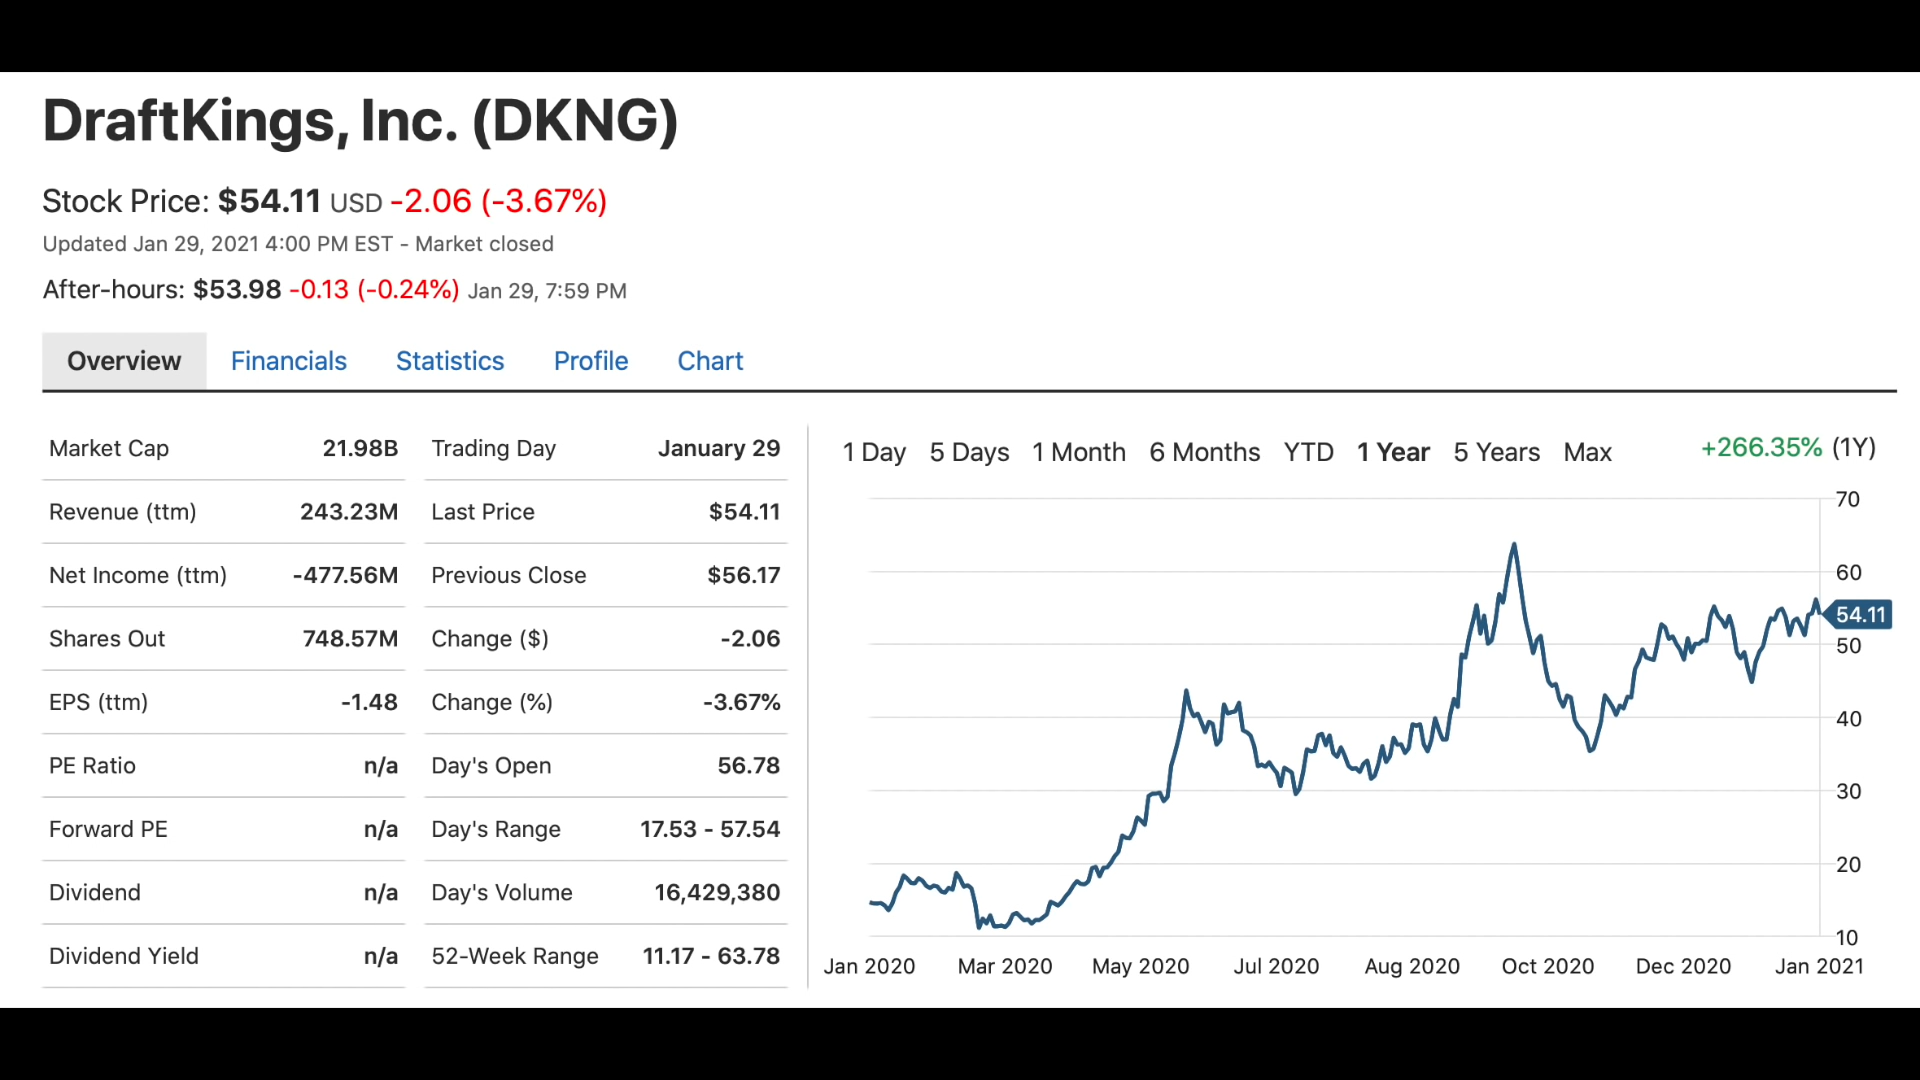 DraftKings, Inc. (DKNG)
Stock Price: $54.11 USD -2.06 (-3.67%)
Updated Jan 29, 2021 4:00 PM EST - Market closed
After-hours: $53.98 -0.13 (-0.24%) Jan 29, 7:59 PM
Overview Financials Statistics Profile Chart
Market Cap 21.98B
Revenue (ttm) 243.23M
Net Income (ttm) -477.56M
Shares Out 748.57M
EPS (ttm) -1.48
PE Ratio n/a
Forward PE n/a
Dividend n/a
Dividend Yield n/a
Trading Day January 29
Last Price $54.11
Previous Close $56.17
Change ($) -2.06
Change (%) -3.67%
Day's Open 56.78
Day's Range 17.53 - 57.54
Day's Volume 16,429,380
52-Week Range 11.17 - 63.78
1 Day 5 Days 1 Month 6 Months YTD 1 Year 5 Years Max +266.35% (1Y)
70
60
54.11
50
40
30
20
10
Jan 2020 Mar 2020 May 2020 Jul 2020 Aug 2020 Oct 2020 Dec 2020 Jan 2021